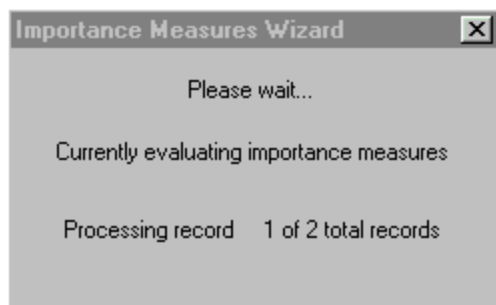 Importance Measures Wizard
Please wait...
Currently evaluating importance measures
Processing record 1 of 2 total records